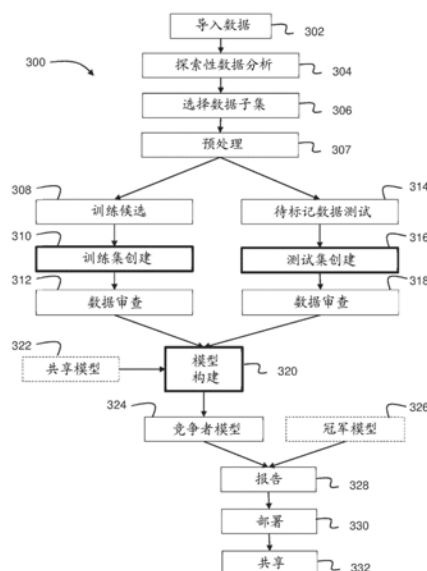 导入数据
302
300
探索性数据分析
304
选择数据子集
306
预处理
307
308
训练候选
314
待标记数据测试
310
训练集创建
316
测试集创建
312
数据审查
318
数据审查
322
共享模型
模型
构建
320
324
竞争者模型
326
冠军模型
报告
328
部署
330
共享
332